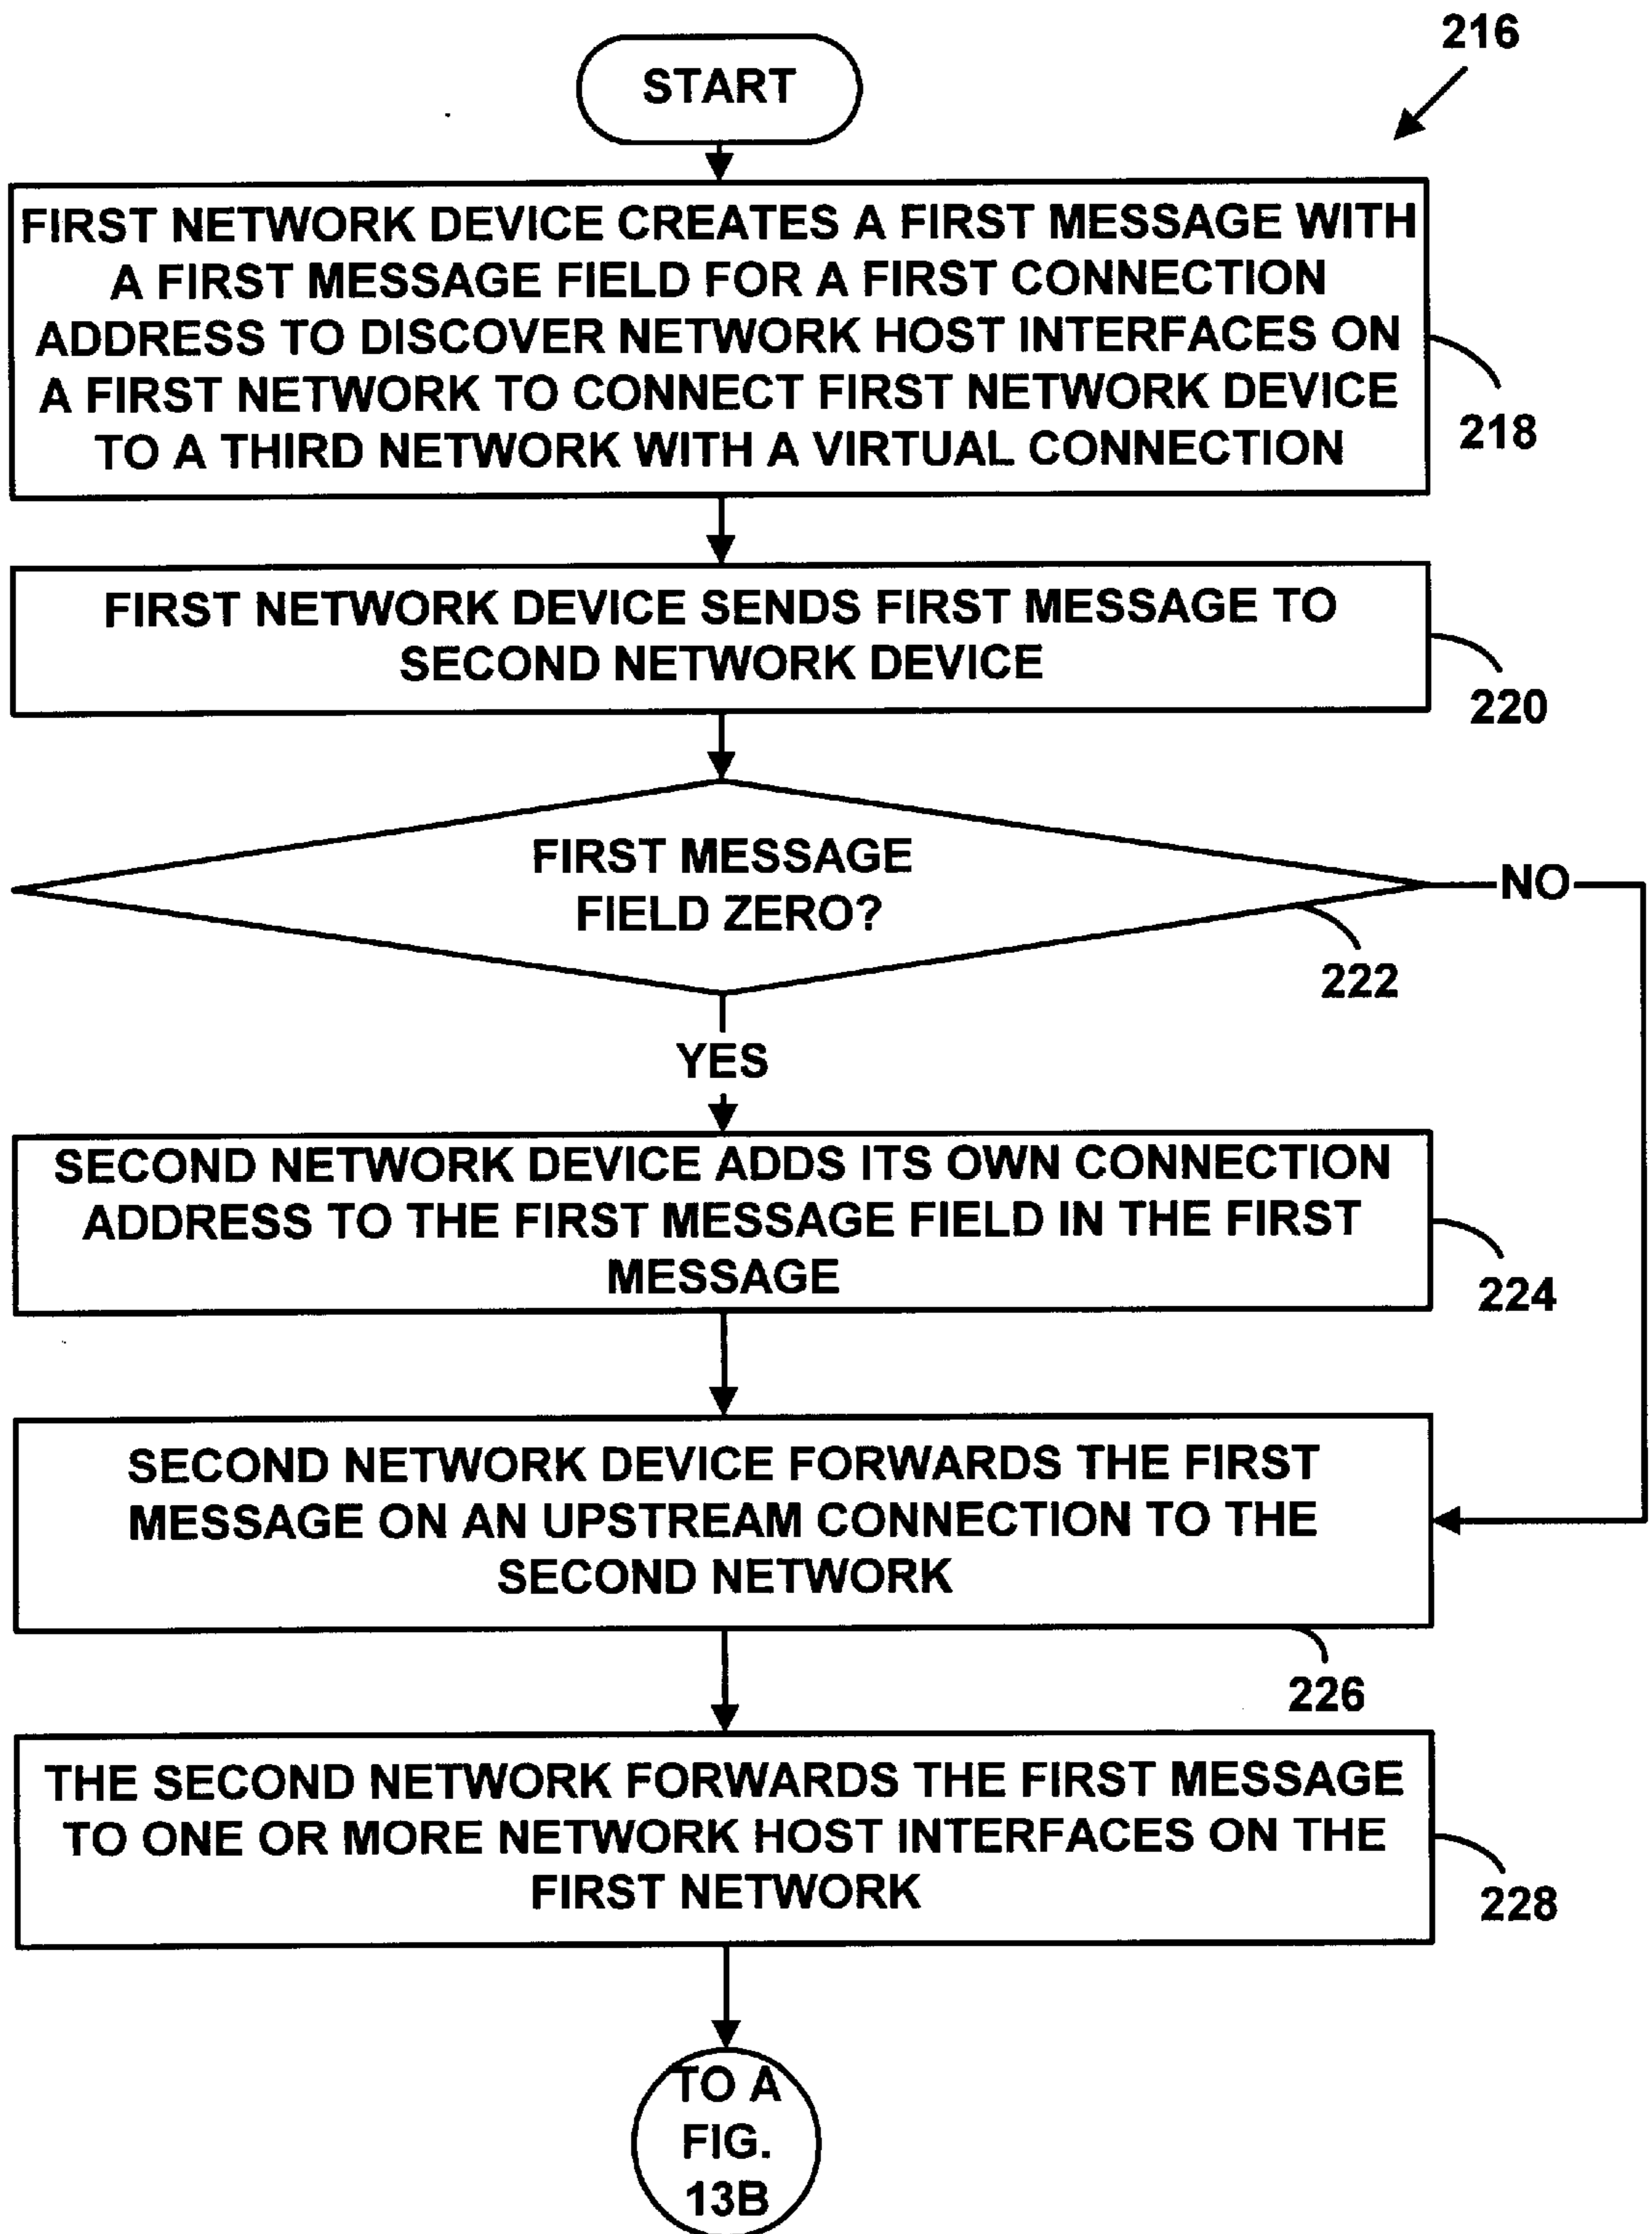 216
START
FIRST NETWORK DEVICE CREATES A FIRST MESSAGE WITH
A FIRST MESSAGE FIELD FOR A FIRST CONNECTION
ADDRESS TO DISCOVER NETWORK HOST INTERFACES ON
A FIRST NETWORK TO CONNECT FIRST NETWORK DEVICE
TO A THIRD NETWORK WITH A VIRTUAL CONNECTION
218
FIRST NETWORK DEVICE SENDS FIRST MESSAGE TO
SECOND NETWORK DEVICE
220
FIRST MESSAGE
FIELD ZERO?
NO
222
YES
SECOND NETWORK DEVICE ADDS ITS OWN CONNECTION
ADDRESS TO THE FIRST MESSAGE FIELD IN THE FIRST
MESSAGE
224
SECOND NETWORK DEVICE FORWARDS THE FIRST
MESSAGE ON AN UPSTREAM CONNECTION TO THE
SECOND NETWORK
226
THE SECOND NETWORK FORWARDS THE FIRST MESSAGE
TO ONE OR MORE NETWORK HOST INTERFACES ON THE
FIRST NETWORK
228
TO A
FIG.
13B